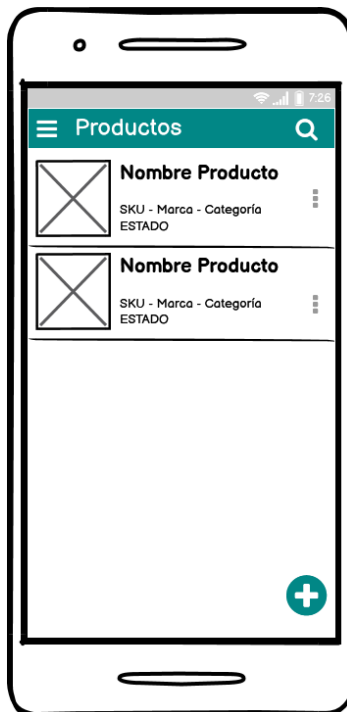 7:26
Productos
Nombre Producto
SKU - Marca - Categoría
ESTADO
Nombre Producto
SKU - Marca - Categoría
ESTADO